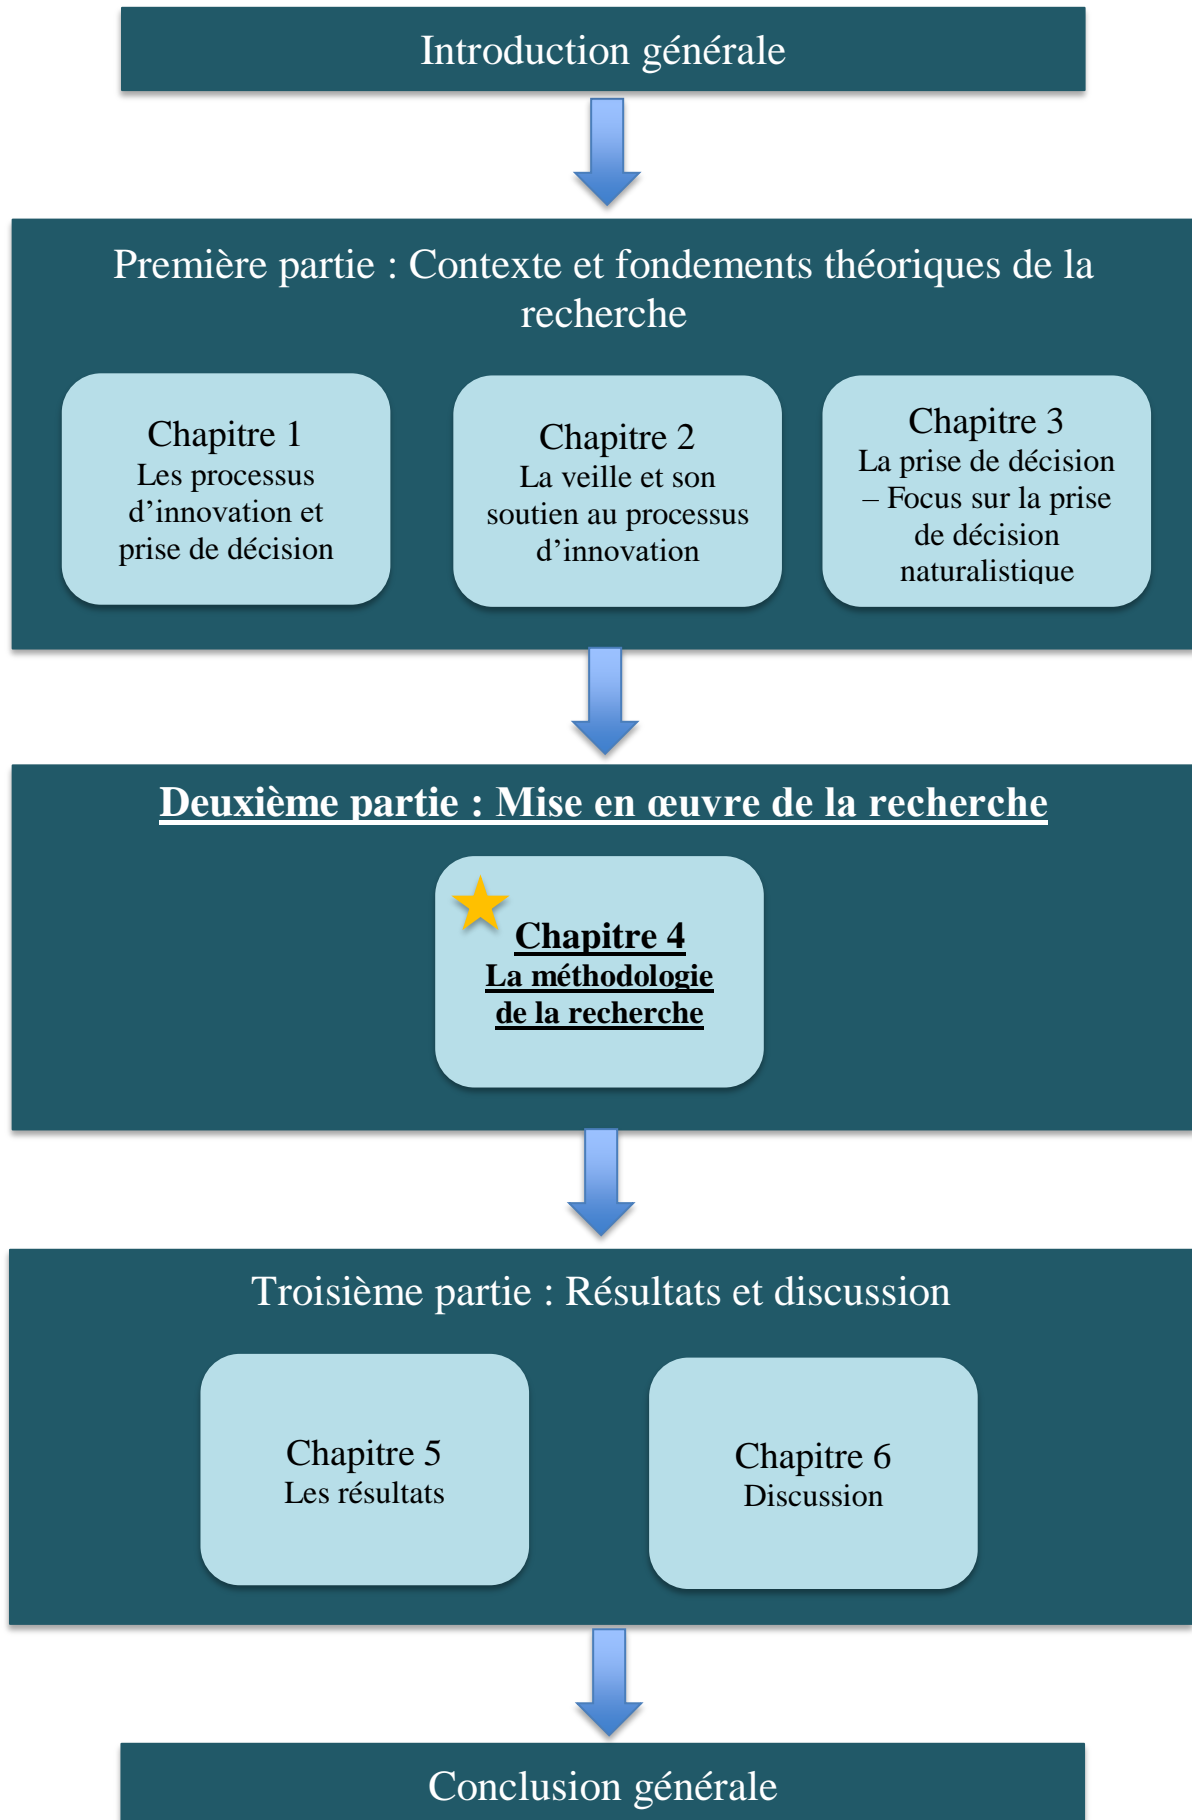 Introduction générale
Première partie : Contexte et fondements théoriques de la
recherche
Chapitre 1
Les processus
d’innovation et
prise de décision
Chapitre 2
La veille et son
soutien au processus
d’innovation
Chapitre 3
La prise de décision
– Focus sur la prise
de décision
naturalistique
Deuxième partie : Mise en œuvre de la recherche
Chapitre 4
La méthodologie
de la recherche
Troisième partie : Résultats et discussion
Chapitre 5
Les résultats
Chapitre 6
Discussion
Conclusion générale